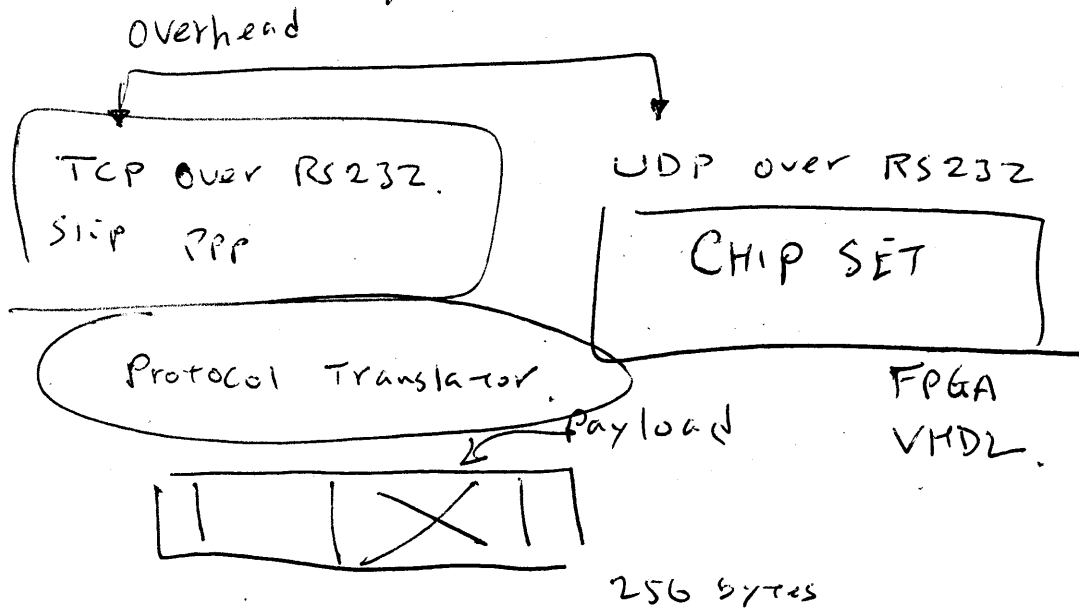 Overhead
TCP over RS232.
Slip PPP
UDP over RS232
CHIP SET
Protocol Translator.
FPGA
VHDL.
Payload
256 bytes